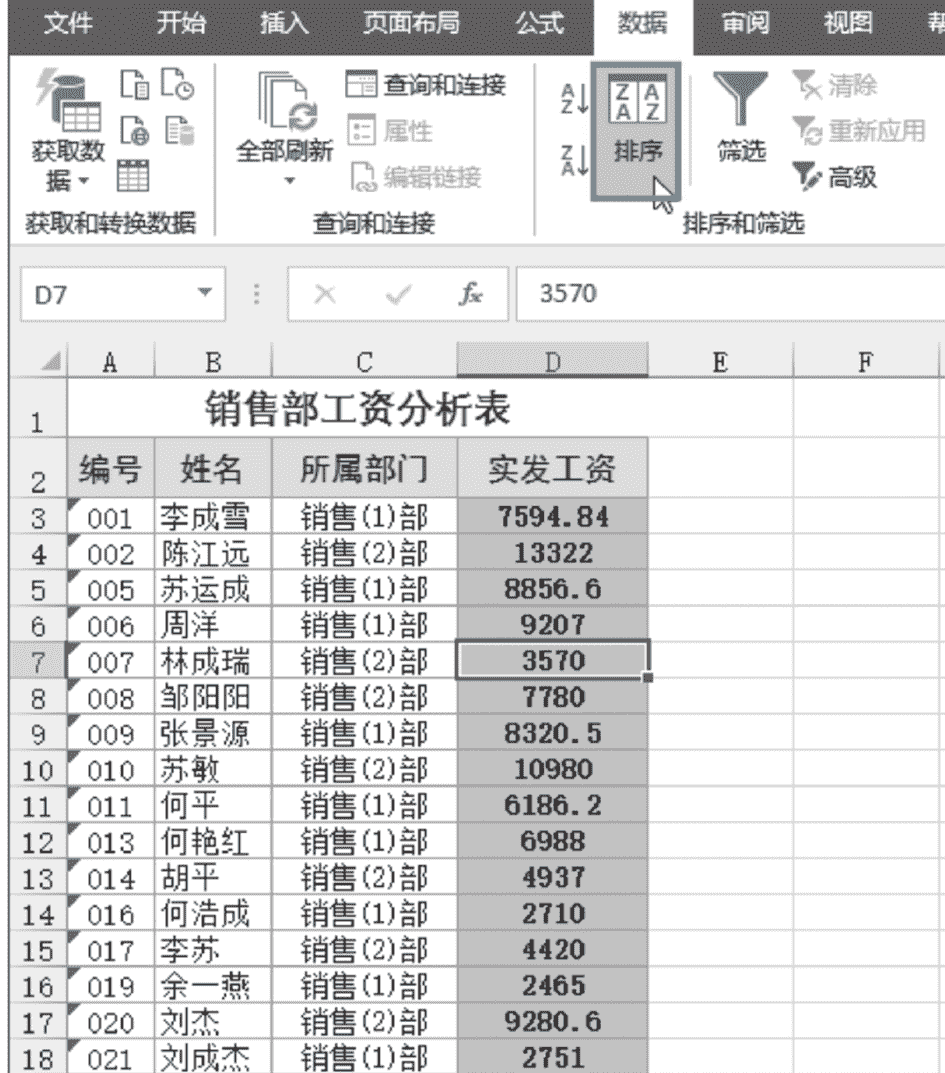 文件 开始 插入 页面布局 公式 数据 审阅 视图
获取数据 全部刷新 查询和连接 属性 编辑链接 排序 筛选 清除 重新应用 高级
获取和转换数据 查询和连接 排序和筛选
D7 fx 3570
A B C D E F
1 销售部工资分析表
2 编号 姓名 所属部门 实发工资
3 001 李成雪 销售(1)部 7594.84
4 002 陈江远 销售(2)部 13322
5 005 苏运成 销售(1)部 8856.6
6 006 周洋 销售(1)部 9207
7 007 林成瑞 销售(2)部 3570
8 008 邹阳阳 销售(2)部 7780
9 009 张景源 销售(1)部 8320.5
10 010 苏敏 销售(2)部 10980
11 011 何平 销售(1)部 6186.2
12 013 何艳红 销售(1)部 6988
13 014 胡平 销售(2)部 4937
14 016 何浩成 销售(1)部 2710
15 017 李苏 销售(2)部 4420
16 019 余一燕 销售(1)部 2465
17 020 刘杰 销售(2)部 9280.6
18 021 刘成杰 销售(1)部 2751